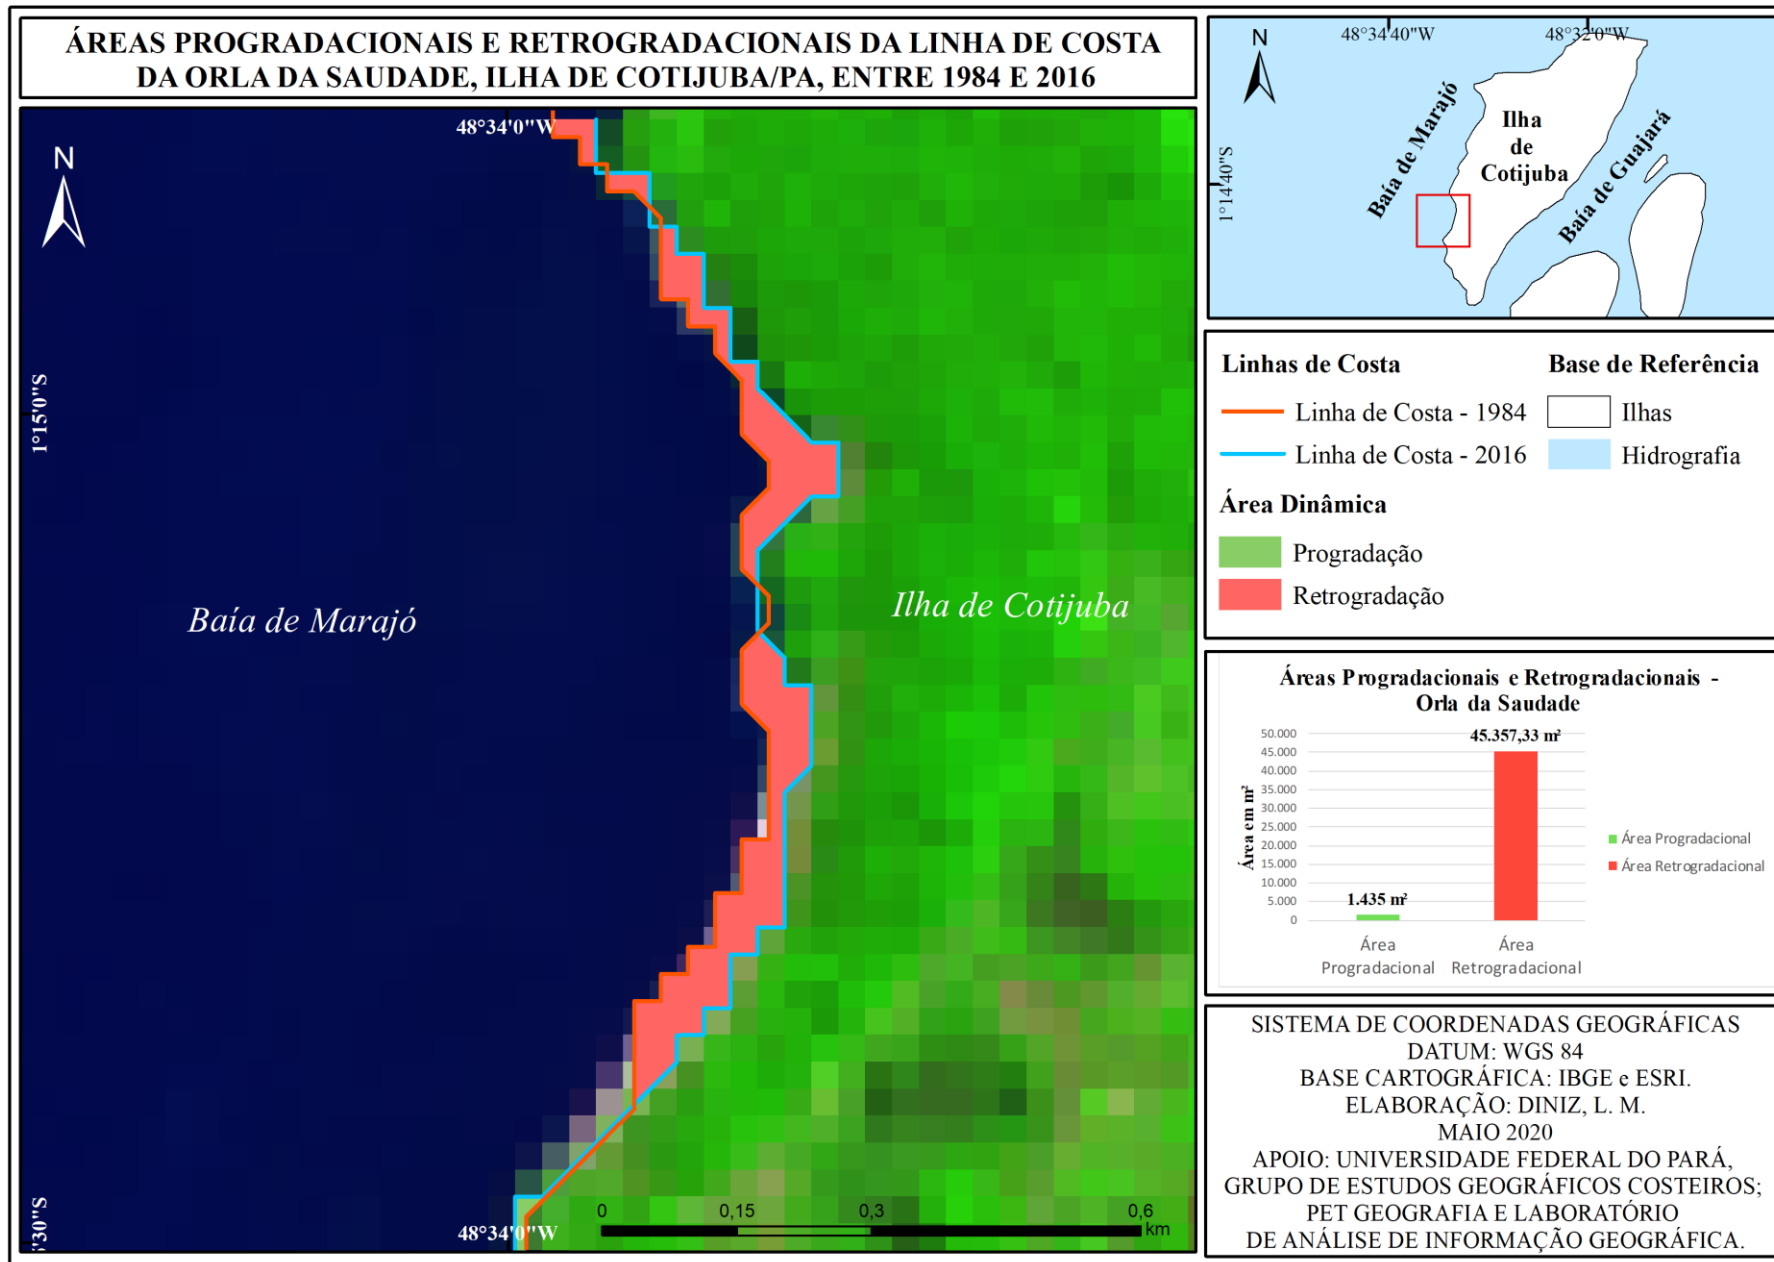 ÁREAS PROGRADACIONAIS E RETROGRADACIONAIS DA LINHA DE COSTA
DA ORLA DA SAUDADE, ILHA DE COTIJUBA/PA, ENTRE 1984 E 2016
48°34'0"W
N
1°15'0"S
Baía de Marajó
Ilha de Cotijuba
'30"S
48°34'0"W
0 0,15 0,3 0,6
km
48°34'40"W 48°32'0"W
N
1°14'40"S
Baía de Marajó
Ilha
de
Cotijuba
Baía de Guajará
Linhas de Costa
Linha de Costa - 1984
Linha de Costa - 2016
Base de Referência
Ilhas
Hidrografia
Área Dinâmica
Progradação
Retrogradação
Áreas Progradacionais e Retrogradacionais -
Orla da Saudade
Área em m²
50.000
45.000
40.000
35.000
30.000
25.000
20.000
15.000
10.000
5.000
0
1.435 m²
45.357,33 m²
Área
Progradacional
Área
Retrogradacional
Área Progradacional
Área Retrogradacional
SISTEMA DE COORDENADAS GEOGRÁFICAS
DATUM: WGS 84
BASE CARTOGRÁFICA: IBGE e ESRI.
ELABORAÇÃO: DINIZ, L. M.
MAIO 2020
APOIO: UNIVERSIDADE FEDERAL DO PARÁ,
GRUPO DE ESTUDOS GEOGRÁFICOS COSTEIROS;
PET GEOGRAFIA E LABORATÓRIO
DE ANÁLISE DE INFORMAÇÃO GEOGRÁFICA.